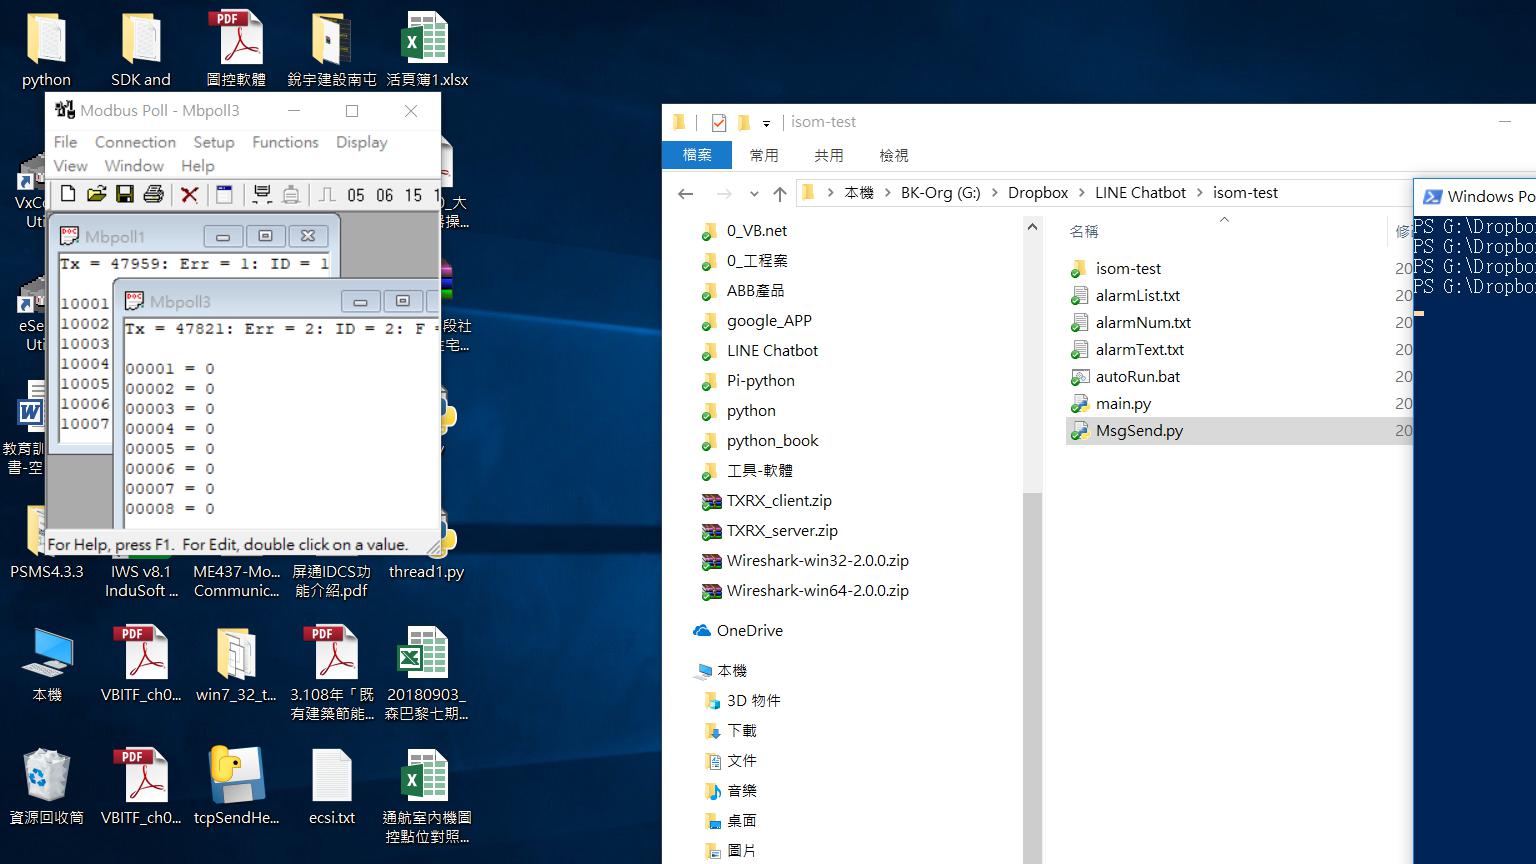 python
SDK and
圖控軟體
銳宇建設南屯
活頁簿1.xlsx
Modbus Poll - Mbpoll3
File Connection Setup Functions Display
View Window Help
05 06 15
Mbpoll1
Tx = 47959: Err = 1: ID = 1
10001
10002
10003
10004
10005
10006
10007
Mbpoll3
Tx = 47821: Err = 2: ID = 2: F =
00001 = 0
00002 = 0
00003 = 0
00004 = 0
00005 = 0
00006 = 0
00007 = 0
00008 = 0
For Help, press F1. For Edit, double click on a value.
VxCo
Uti
eSe
Uti
教育訓
書-空
_大
操...
段社
宅...
PSMS4.3.3
IWS v8.1
InduSoft ...
ME437-Mo...
Communic...
屏通IDCS功
能介紹.pdf
thread1.py
本機
VBITF_ch0...
win7_32_t...
3.108年「既
有建築節能...
20180903_
森巴黎七期...
資源回收筒
VBITF_ch0...
tcpSendHe...
ecsi.txt
通航室內機圖
控點位對照...
isom-test
檔案 常用 共用 檢視
本機 BK-Org (G:) Dropbox LINE Chatbot isom-test
0_VB.net
0_工程案
ABB產品
google_APP
LINE Chatbot
Pi-python
python
python_book
工具-軟體
TXRX_client.zip
TXRX_server.zip
Wireshark-win32-2.0.0.zip
Wireshark-win64-2.0.0.zip
OneDrive
本機
3D 物件
下載
文件
音樂
桌面
圖片
名稱
修
isom-test 20
alarmList.txt 20
alarmNum.txt 20
alarmText.txt 20
autoRun.bat 20
main.py 20
MsgSend.py 20
Windows Po
PS G:\Dropbo
PS G:\Dropbo
PS G:\Dropbo
PS G:\Dropbo